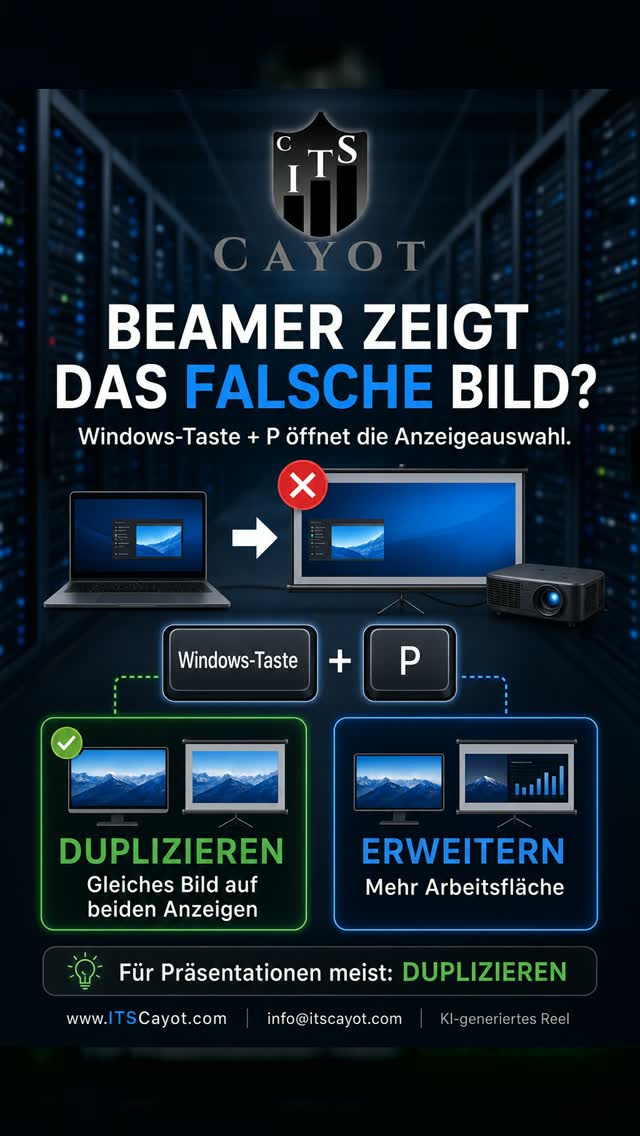 C ITS
CAYOT
BEAMER ZEIGT
DAS FALSCHE BILD?
Windows-Taste + P öffnet die Anzeigeauswahl.
Windows-Taste + P
DUPLIZIEREN
Gleiches Bild auf
beiden Anzeigen
ERWEITERN
Mehr Arbeitsfläche
Für Präsentationen meist: DUPLIZIEREN
www.ITSCayot.com | info@itscayot.com | KI-generiertes Reel